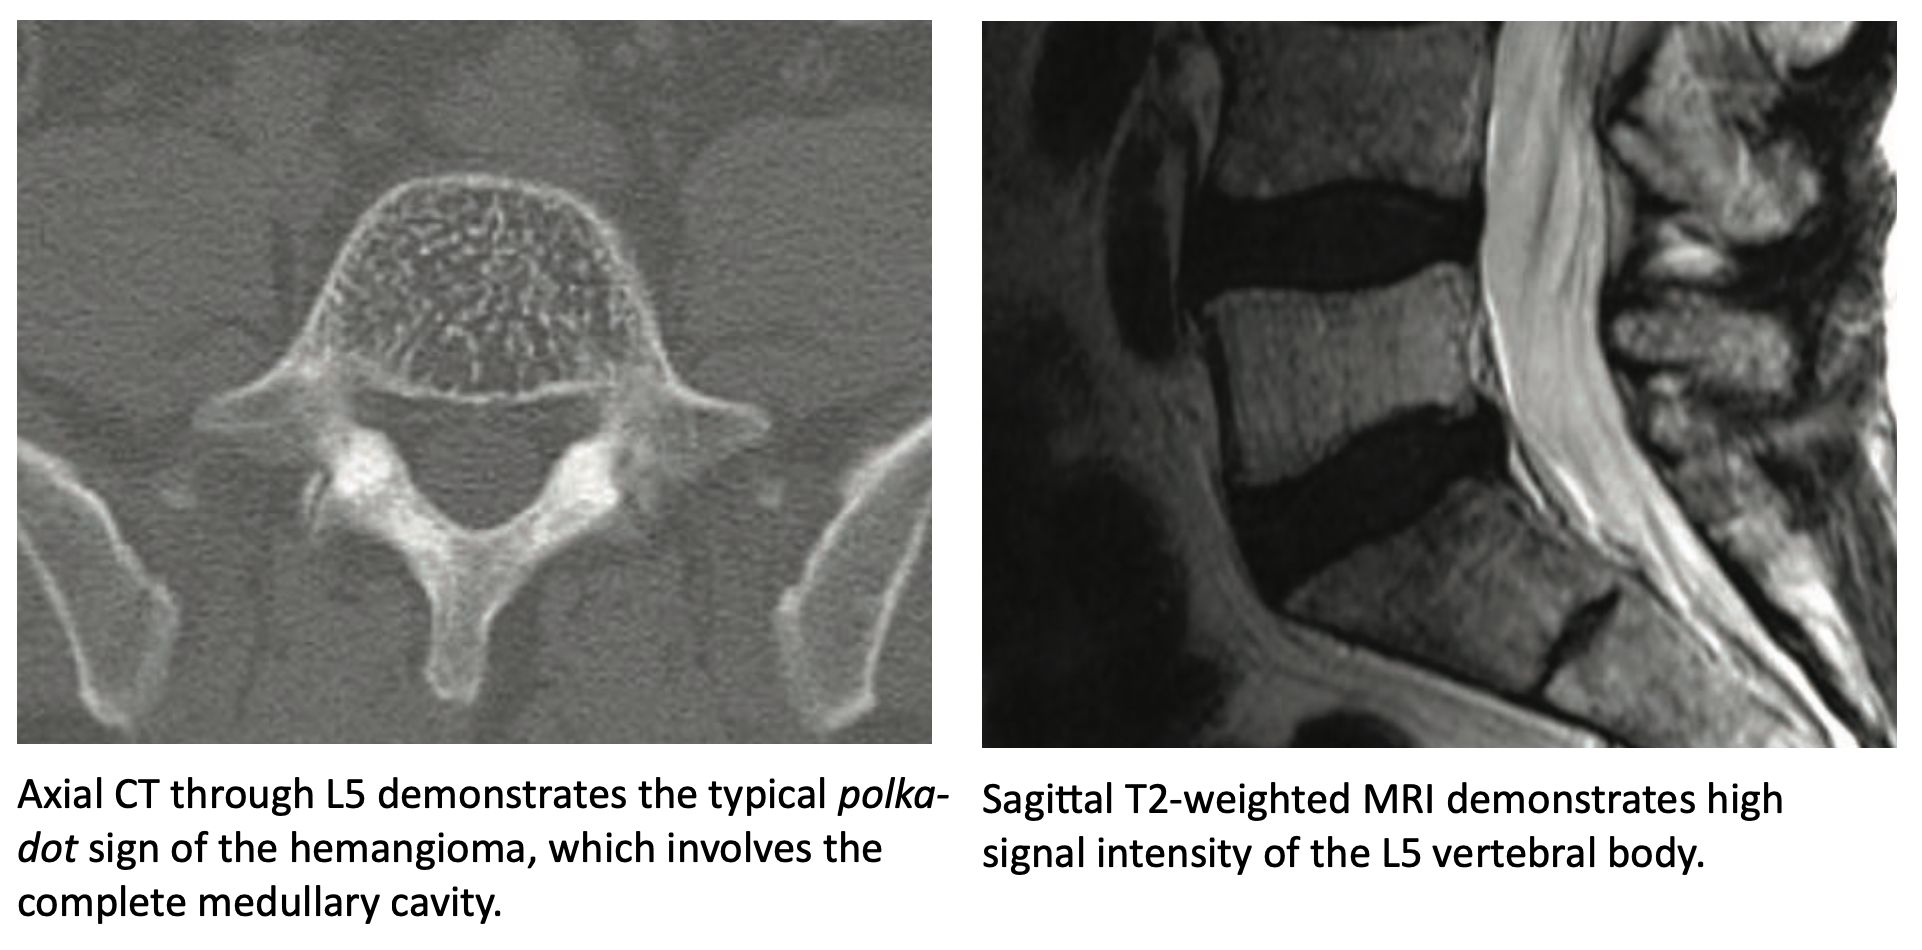 Axial CT through L5 demonstrates the typical polka-
dot sign of the hemangioma, which involves the
complete medullary cavity.
Sagittal T2-weighted MRI demonstrates high
signal intensity of the L5 vertebral body.